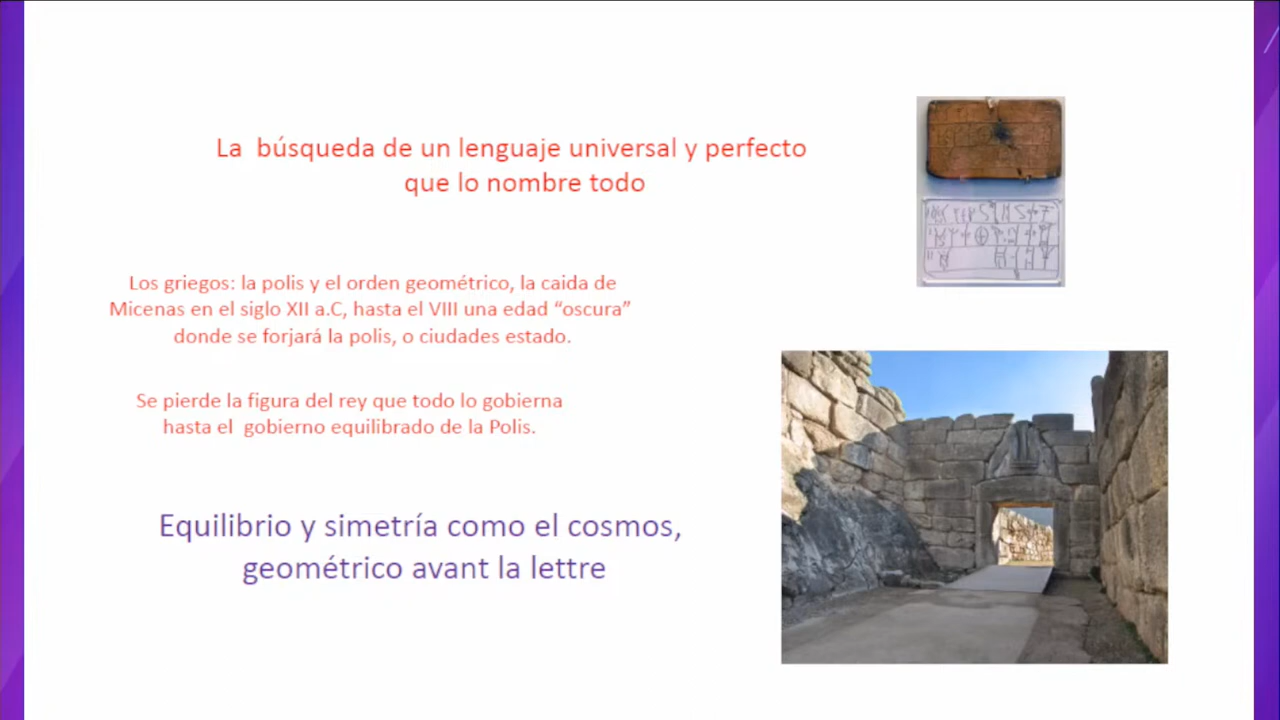 La búsqueda de un lenguaje universal y perfecto
que lo nombre todo
Los griegos: la polis y el orden geométrico, la caida de
Micenas en el siglo XII a.C, hasta el VIII una edad “oscura”
donde se forjará la polis, o ciudades estado.
Se pierde la figura del rey que todo lo gobierna
hasta el gobierno equilibrado de la Polis.
Equilibrio y simetría como el cosmos,
geométrico avant la lettre